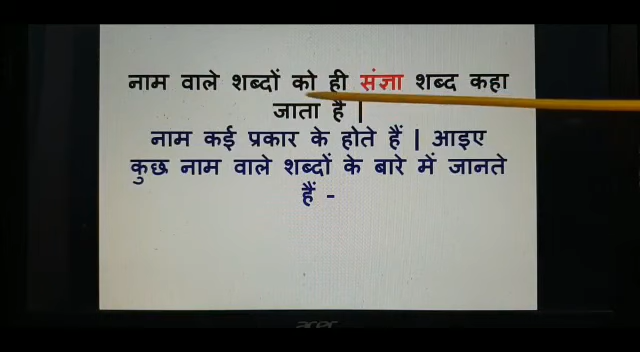 नाम वाले शब्दों को ही संज्ञा शब्द कहा
जाता हैं |
नाम कई प्रकार के होते हैं | आइए
कुछ नाम वाले शब्दों के बारे में जानते
हैं -
acer